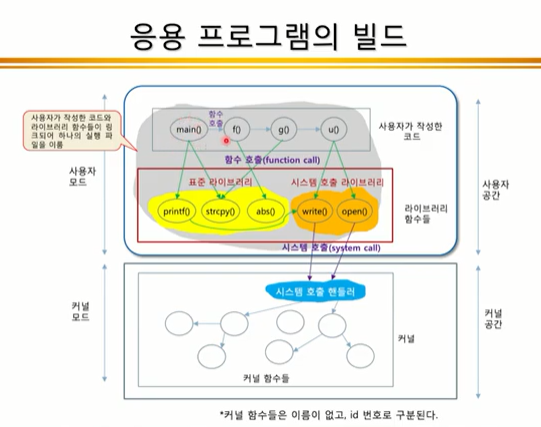 응용 프로그램의 빌드
사용자가 작성한 코드와
라이브러리 함수들이 링
크되어 하나의 실행 파
일을 이룸
함수
호출
main()
f()
g()
u()
사용자가 작성한
코드
함수 호출(function call)
사용자
모드
표준 라이브러리
시스템 호출 라이브러리
printf()
strcpy()
abs()
write()
open()
라이브러리
함수들
사용자
공간
시스템 호출(system call)
시스템 호출 핸들러
커널
모드
커널
커널
공간
커널 함수들
*커널 함수들은 이름이 없고, id 번호로 구분된다.